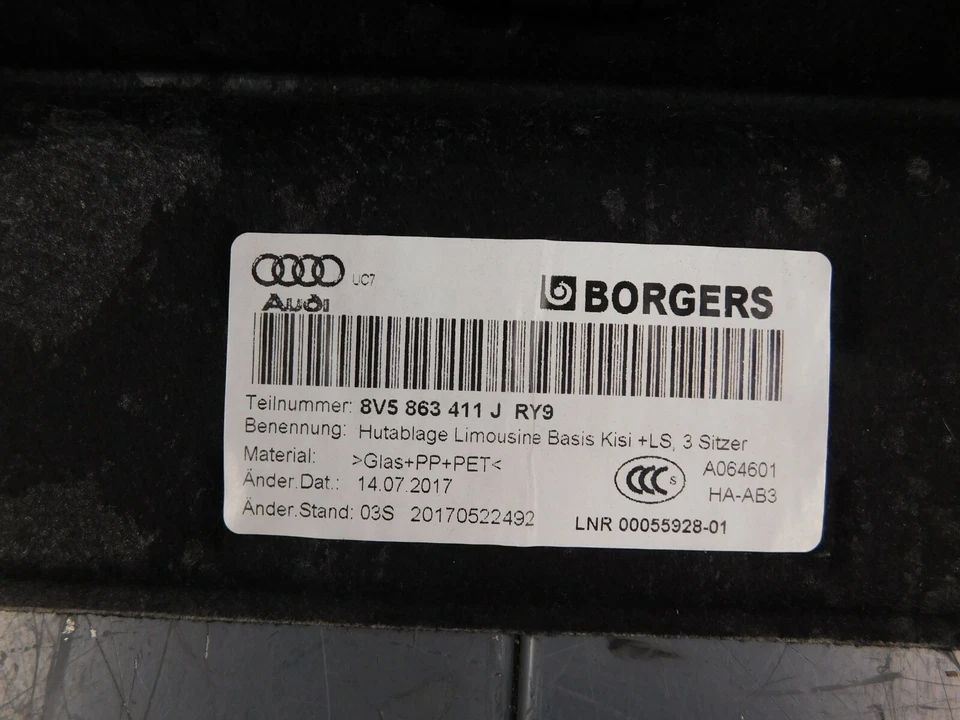 UC7
Audi
BORGERS
Teilnummer: 8V5 863 411 J RY9
Benennung: Hutablage Limousine Basis Kisi +LS, 3 Sitzer
Material: >Glas+PP+PET<
Änder.Dat.: 14.07.2017
Änder.Stand: 03S 20170522492
CCC S
A064601
HA-AB3
LNR 00055928-01